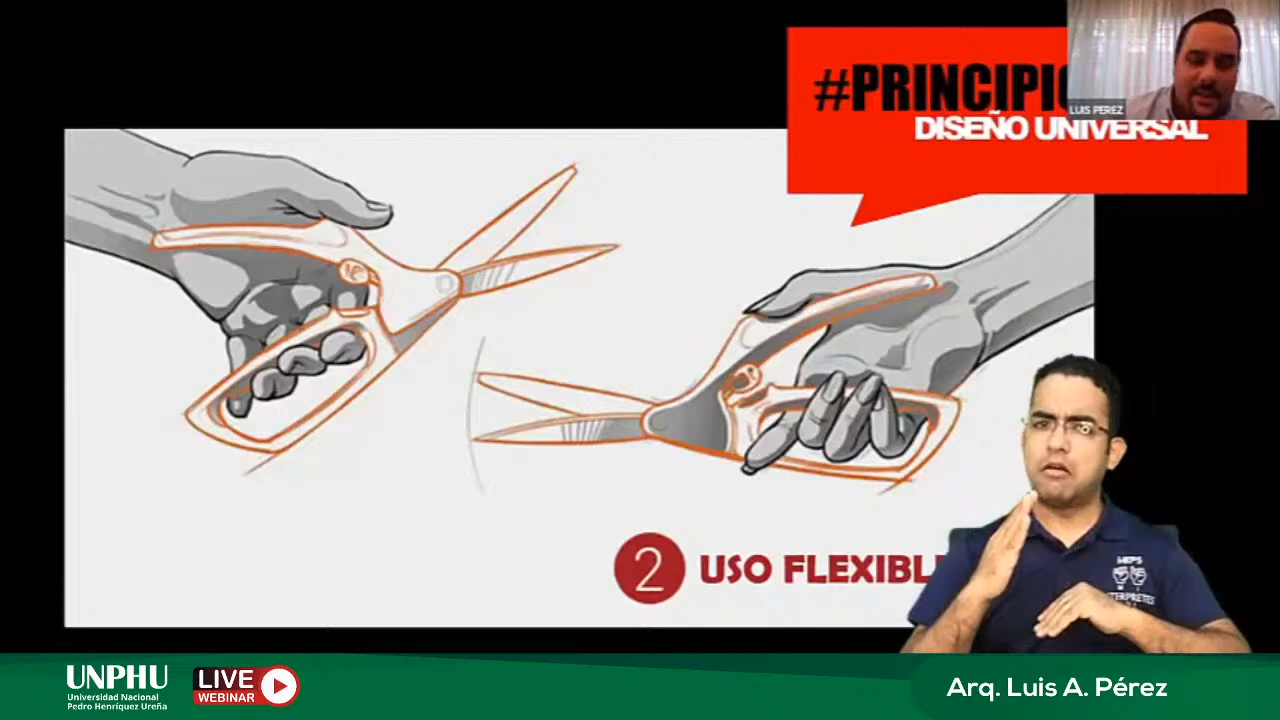 #PRINCIPIO
LUIS PEREZ
DISEÑO UNIVERSAL
2 USO FLEXIBLE
UNPHU
Universidad Nacional
Pedro Henríquez Ureña
LIVE
WEBINAR
Arq. Luis A. Pérez